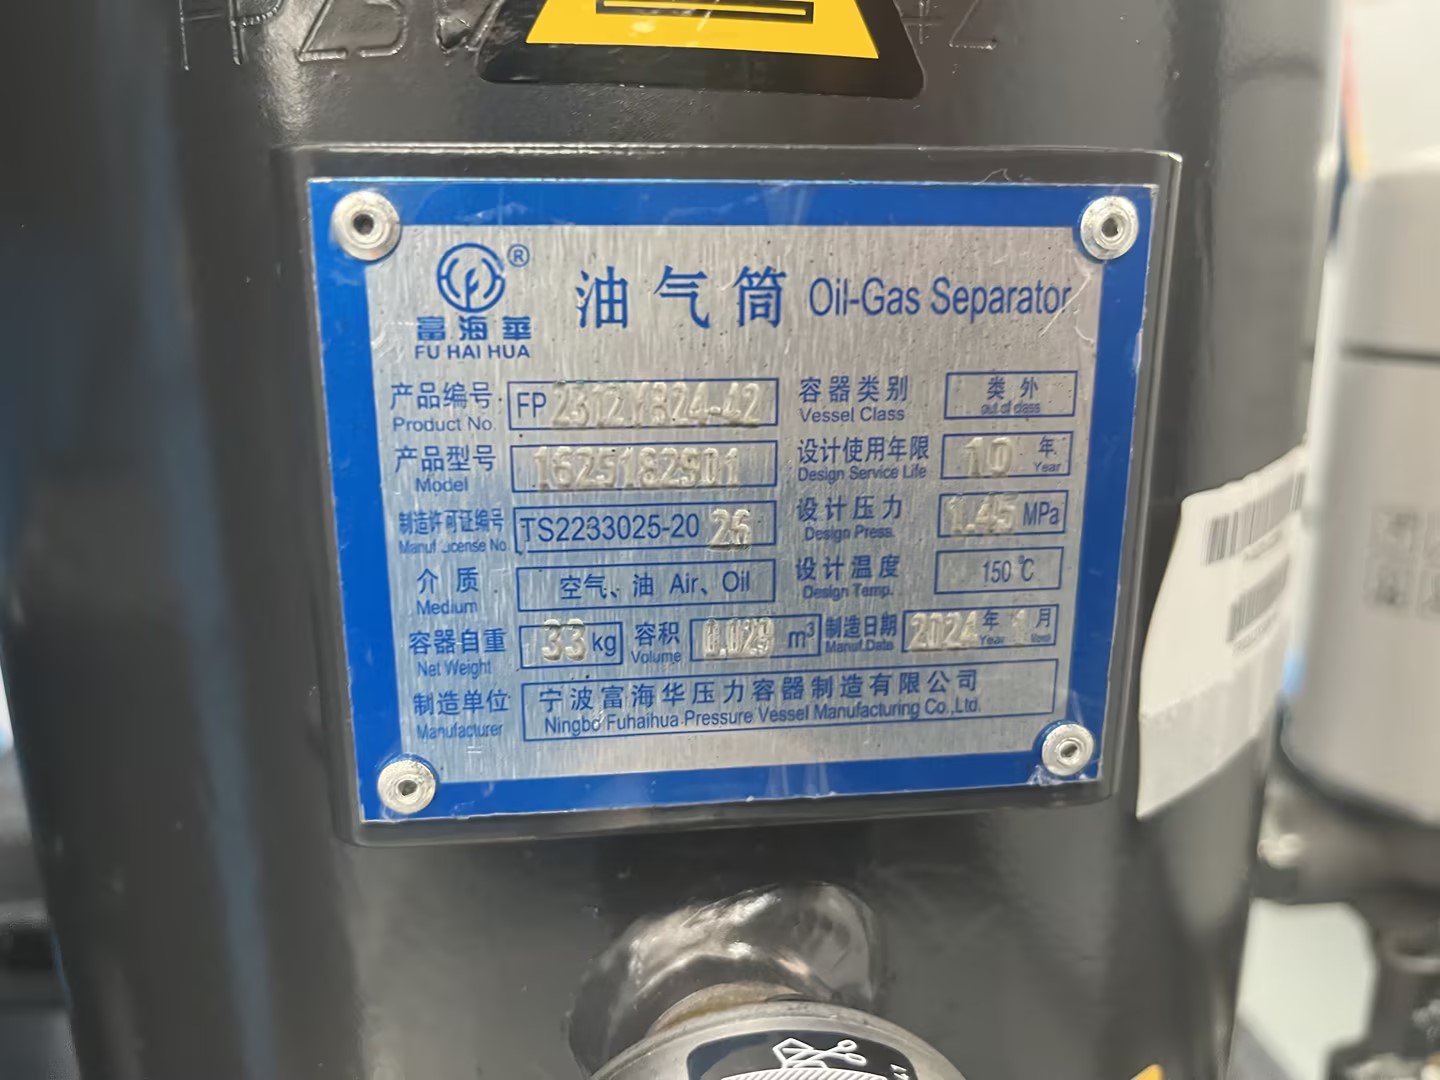 富海華 ®
FU HAI HUA
油气筒 Oil-Gas Separator
产品编号 FP2312YB24-42 容器类别 类外
Product No. Vessel Class out of class
产品型号 1625182901 设计使用年限 10 年
Model Design Service Life Year
制造许可证编号 TS2233025-2026 设计压力 1.45 MPa
Manuf License No. Design Press.
介质 空气、油 Air、Oil 设计温度 150℃
Medium Design Temp.
容器自重 33 kg 容积 0.029 m³ 制造日期 2024 年 1 月
Net Weight Volume Manuf.Date Year
制造单位 宁波富海华压力容器制造有限公司
Manufacturer Ningbo Fuhaihua Pressure Vessel Manufacturing Co.,Ltd.